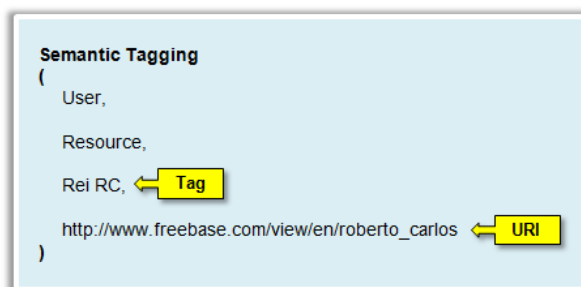 Semantic Tagging
(
User,
Resource,
Rei RC, Tag
http://www.freebase.com/view/en/roberto_carlos URI
)